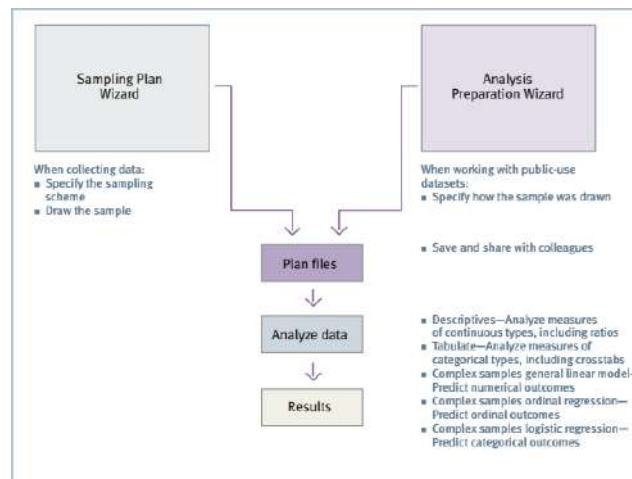 Sampling Plan
Wizard
Analysis
Preparation Wizard
When collecting data:
▪ Specify the sampling
scheme
▪ Draw the sample
When working with public-use
datasets:
▪ Specify how the sample was drawn
Plan files
▪ Save and share with colleagues
Analyze data
▪ Descriptives—Analyze measures
of continuous types, including ratios
▪ Tabulate—Analyze measures of
categorical types, including crosstabs
▪ Complex samples general linear model—
Predict numerical outcomes
▪ Complex samples ordinal regression—
Predict ordinal outcomes
▪ Complex samples logistic regression—
Predict categorical outcomes
Results